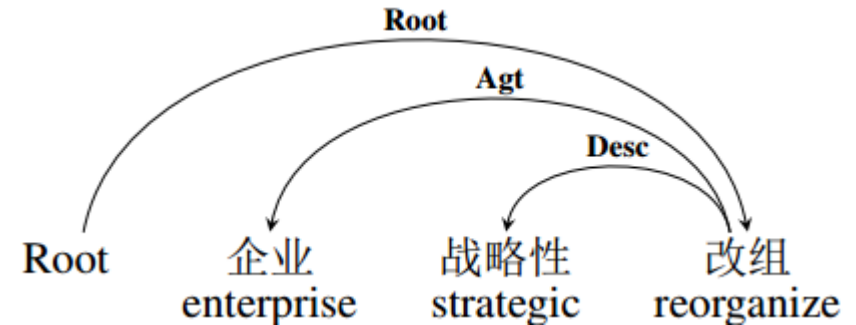 Root
Agt
Desc
Root 企业 战略性 改组
enterprise strategic reorganize